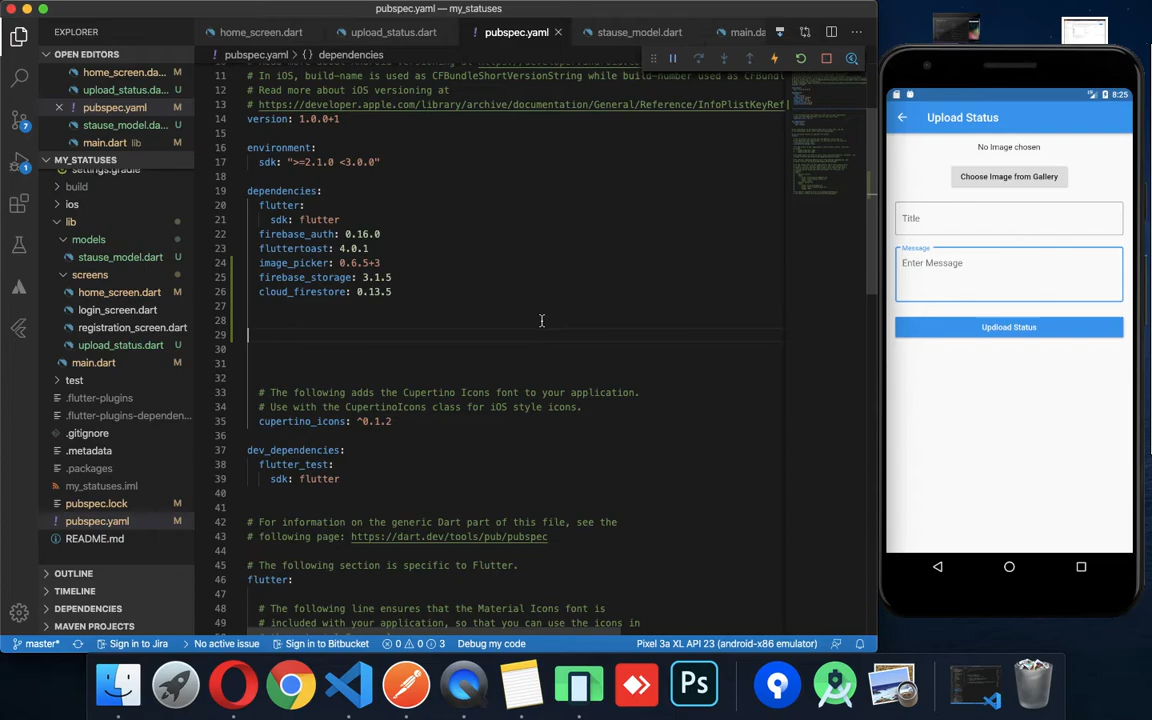 pubspec.yaml — my_statuses
EXPLORER
home_screen.dart
upload_status.dart
pubspec.yaml
stause_model.dart
main.da
OPEN EDITORS
pubspec.yaml > {} dependencies
home_screen.da...
upload_status.da... U
pubspec.yaml M
stause_model.da... U
main.dart lib
MY_STATUSES
settings.gradle
build
ios
lib
models
stause_model.dart U
screens
home_screen.dart
login_screen.dart
registration_screen.dart
upload_status.dart U
main.dart
test
.flutter-plugins
.flutter-plugins-dependen...
.gitignore
.metadata
.packages
my_statuses.iml
pubspec.lock M
pubspec.yaml M
README.md
OUTLINE
TIMELINE
DEPENDENCIES
MAVEN PROJECTS
7
1
11 # In iOS, build-name is used as CFBundleShortVersionString while build-number used as CFBund
12 # Read more about iOS versioning at
13 # https://developer.apple.com/library/archive/documentation/General/Reference/InfoPlistKeyRef
14 version: 1.0.0+1
15
16 environment:
17 sdk: ">=2.1.0 <3.0.0"
18
19 dependencies:
20 flutter:
21 sdk: flutter
22 firebase_auth: 0.16.0
23 fluttertoast: 4.0.1
24 image_picker: 0.6.5+3
25 firebase_storage: 3.1.5
26 cloud_firestore: 0.13.5
27
28
29
30
31
32
33 # The following adds the Cupertino Icons font to your application.
34 # Use with the CupertinoIcons class for iOS style icons.
35 cupertino_icons: ^0.1.2
36
37 dev_dependencies:
38 flutter_test:
39 sdk: flutter
40
41
42 # For information on the generic Dart part of this file, see the
43 # following page: https://dart.dev/tools/pub/pubspec
44
45 # The following section is specific to Flutter.
46 flutter:
47
48 # The following line ensures that the Material Icons font is
49 # included with your application, so that you can use the icons in
8:25
Upload Status
No Image chosen
Choose Image from Gallery
Title
Message
Enter Message
Updload Status
master*
Sign in to Jira
No active issue
Sign in to Bitbucket
0 0 3
Debug my code
Pixel 3a XL API 23 (android-x86 emulator)
Ps